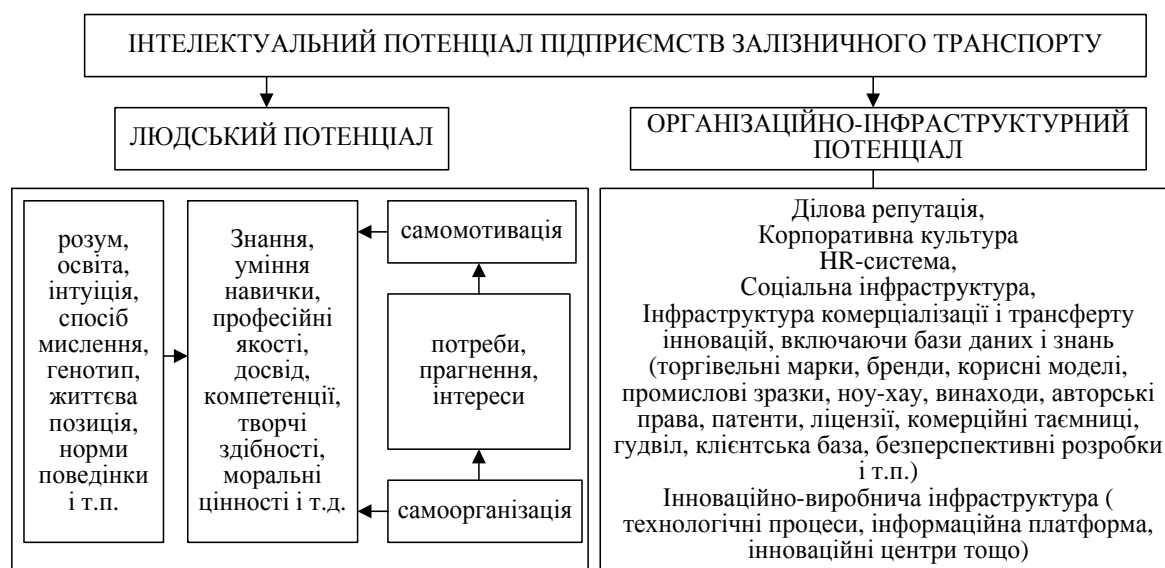 ІНТЕЛЕКТУАЛЬНИЙ ПОТЕНЦІАЛ ПІДПРИЄМСТВ ЗАЛІЗНИЧНОГО ТРАНСПОРТУ
ЛЮДСЬКИЙ ПОТЕНЦІАЛ
ОРГАНІЗАЦІЙНО-ІНФРАСТРУКТУРНИЙ
ПОТЕНЦІАЛ
розум,
освіта,
інтуіція,
спосіб
мислення,
генотип,
життєва
позиція,
норми
поведінки
і т.п.
Знання,
уміння
навички,
професійні
якості,
досвід,
компетенції,
творчі
здібності,
моральні
цінності і т.д.
самомотивація
потреби,
прагнення,
інтереси
самоорганізація
Ділова репутація,
Корпоративна культура
HR-система,
Соціальна інфраструктура,
Інфраструктура комерціалізації і трансферту
інновацій, включаючи бази даних і знань
(торгівельні марки, бренди, корисні моделі,
промислові зразки, ноу-хау, винаходи, авторські
права, патенти, ліцензії, комерційні таємниці,
гудвіл, клієнтська база, безперспективні розробки
і т.п.)
Інноваційно-виробнича інфраструктура (
технологічні процеси, інформаційна платформа,
інноваційні центри тощо)